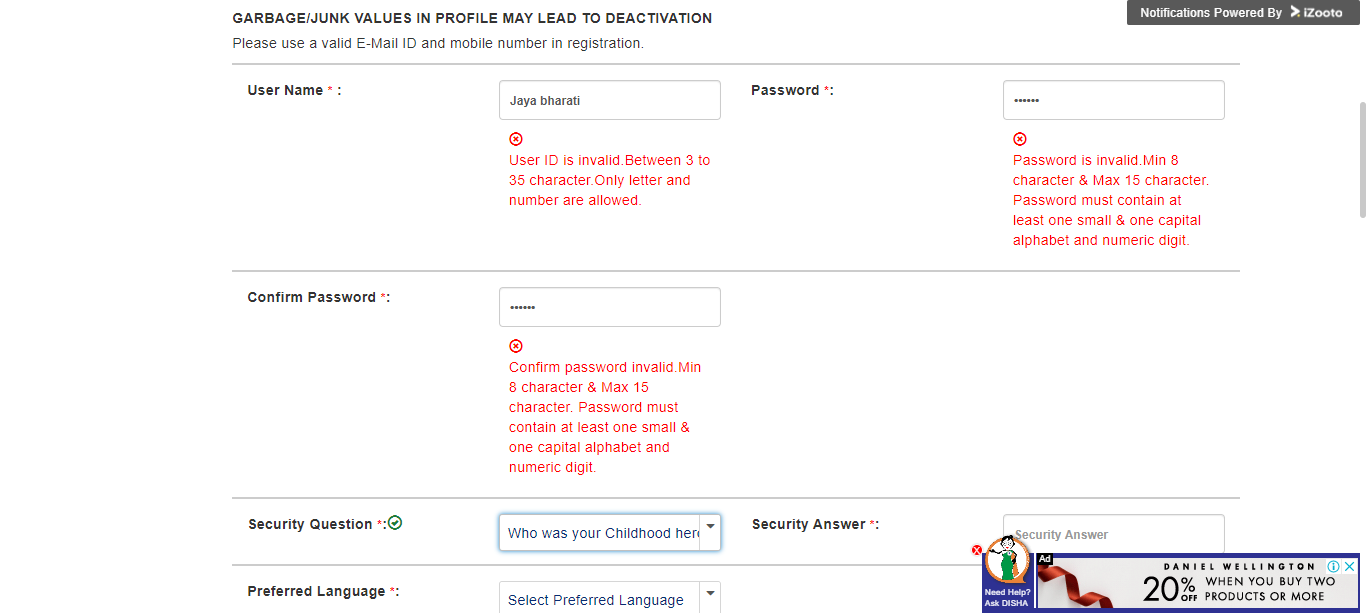 GARBAGE/JUNK VALUES IN PROFILE MAY LEAD TO DEACTIVATION
Notifications Powered By iZooto
Please use a valid E-Mail ID and mobile number in registration.
User Name * :
Jaya bharati
User ID is invalid.Between 3 to
35 character.Only letter and
number are allowed.
Password *:
••••••
Password is invalid.Min 8
character & Max 15 character.
Password must contain at
least one small & one capital
alphabet and numeric digit.
Confirm Password *:
••••••
Confirm password invalid.Min
8 character & Max 15
character. Password must
contain at least one small &
one capital alphabet and
numeric digit.
Security Question *:
Who was your Childhood hero
Security Answer *:
Security Answer
Preferred Language *:
Select Preferred Language
Need Help?
Ask DISHA
Ad
DANIEL WELLINGTON
20% OFF
WHEN YOU BUY TWO
PRODUCTS OR MORE